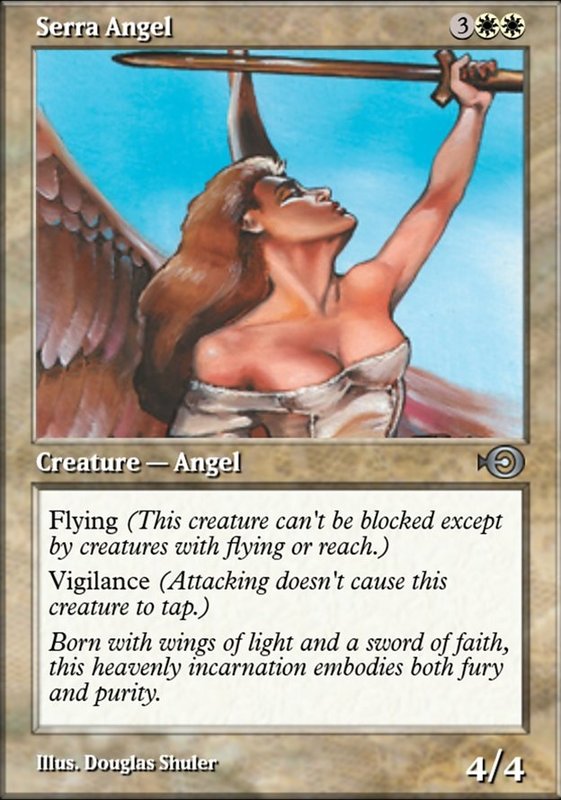 Serra Angel 3
Creature — Angel
Flying (This creature can't be blocked except
by creatures with flying or reach.)
Vigilance (Attacking doesn't cause this
creature to tap.)
Born with wings of light and a sword of faith,
this heavenly incarnation embodies both fury
and purity.
Illus. Douglas Shuler
4/4